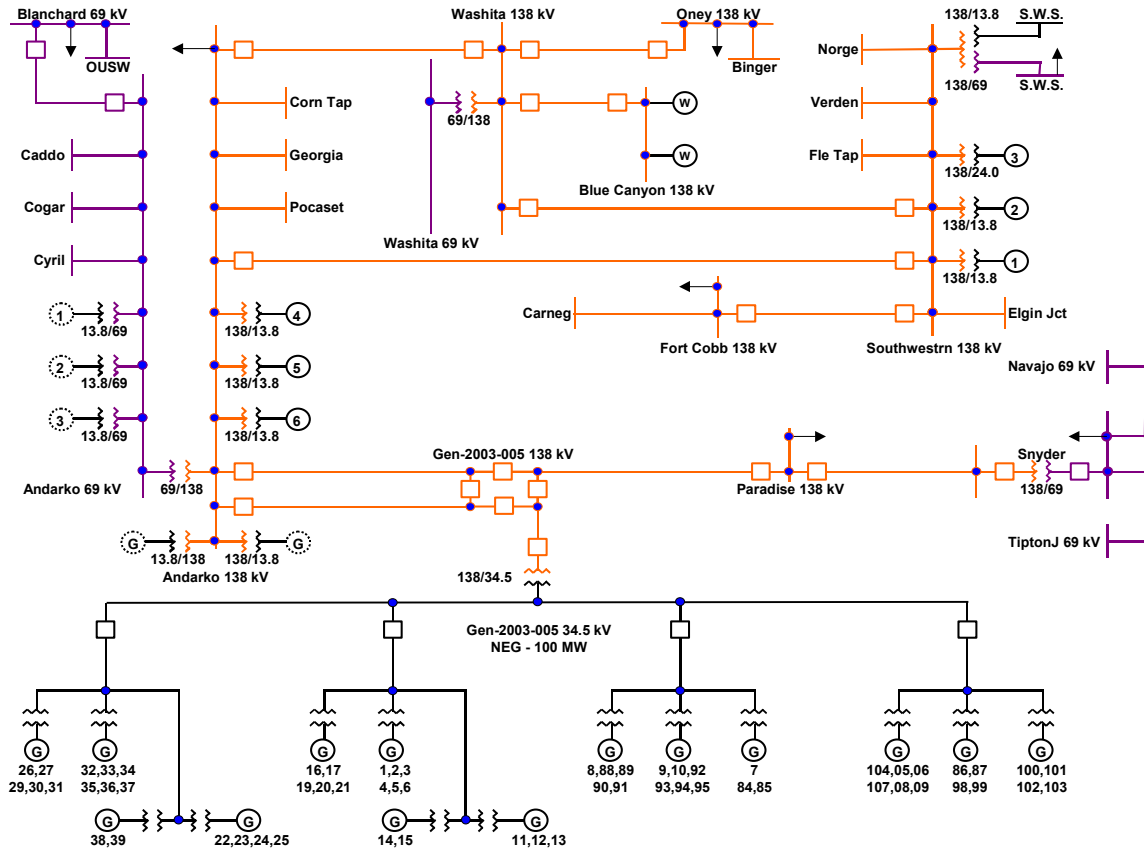 Blanchard 69 kV
Washita 138 kV
Oney 138 kV
138/13.8
S.W.S.
OUSW
Binger
Norge
138/69
S.W.S.
Corn Tap
69/138
W
Verden
Caddo
Georgia
W
Fle Tap
3
138/24.0
Blue Canyon 138 kV
Cogar
Pocaset
2
138/13.8
Washita 69 kV
Cyril
1
138/13.8
1
13.8/69
4
138/13.8
Carneg
Elgin Jct
Fort Cobb 138 kV
Southwestrn 138 kV
2
13.8/69
5
138/13.8
Navajo 69 kV
3
13.8/69
6
138/13.8
Gen-2003-005 138 kV
Snyder
Andarko 69 kV
69/138
Paradise 138 kV
138/69
G
13.8/138
138/13.8
G
TiptonJ 69 kV
Andarko 138 kV
138/34.5
Gen-2003-005 34.5 kV
NEG - 100 MW
G
G
G
G
G
G
G
G
G
G
26,27
29,30,31
32,33,34
35,36,37
16,17
19,20,21
1,2,3
4,5,6
8,88,89
90,91
9,10,92
93,94,95
7
84,85
104,05,06
107,08,09
86,87
98,99
100,101
102,103
G
G
G
G
38,39
22,23,24,25
14,15
11,12,13